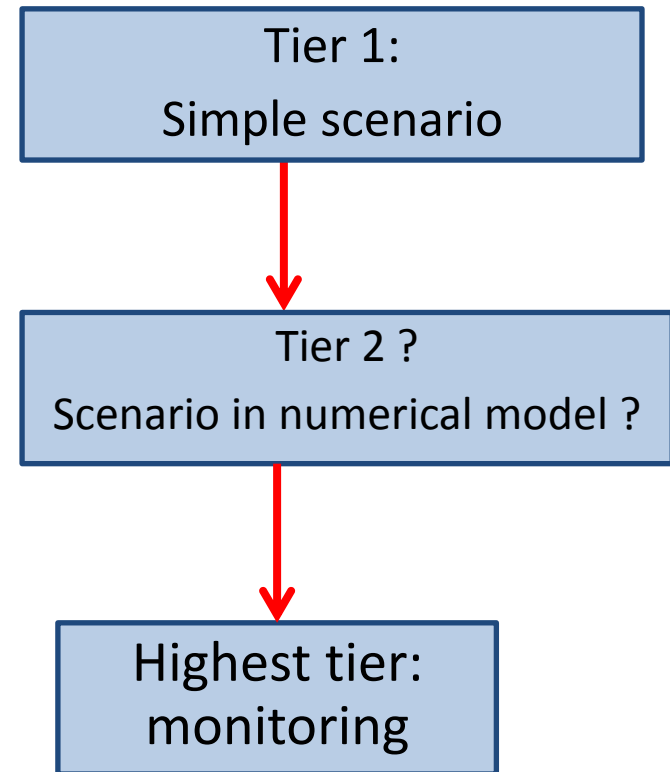 Tier 1:
Simple scenario
Tier 2 ?
Scenario in numerical model ?
Highest tier:
monitoring